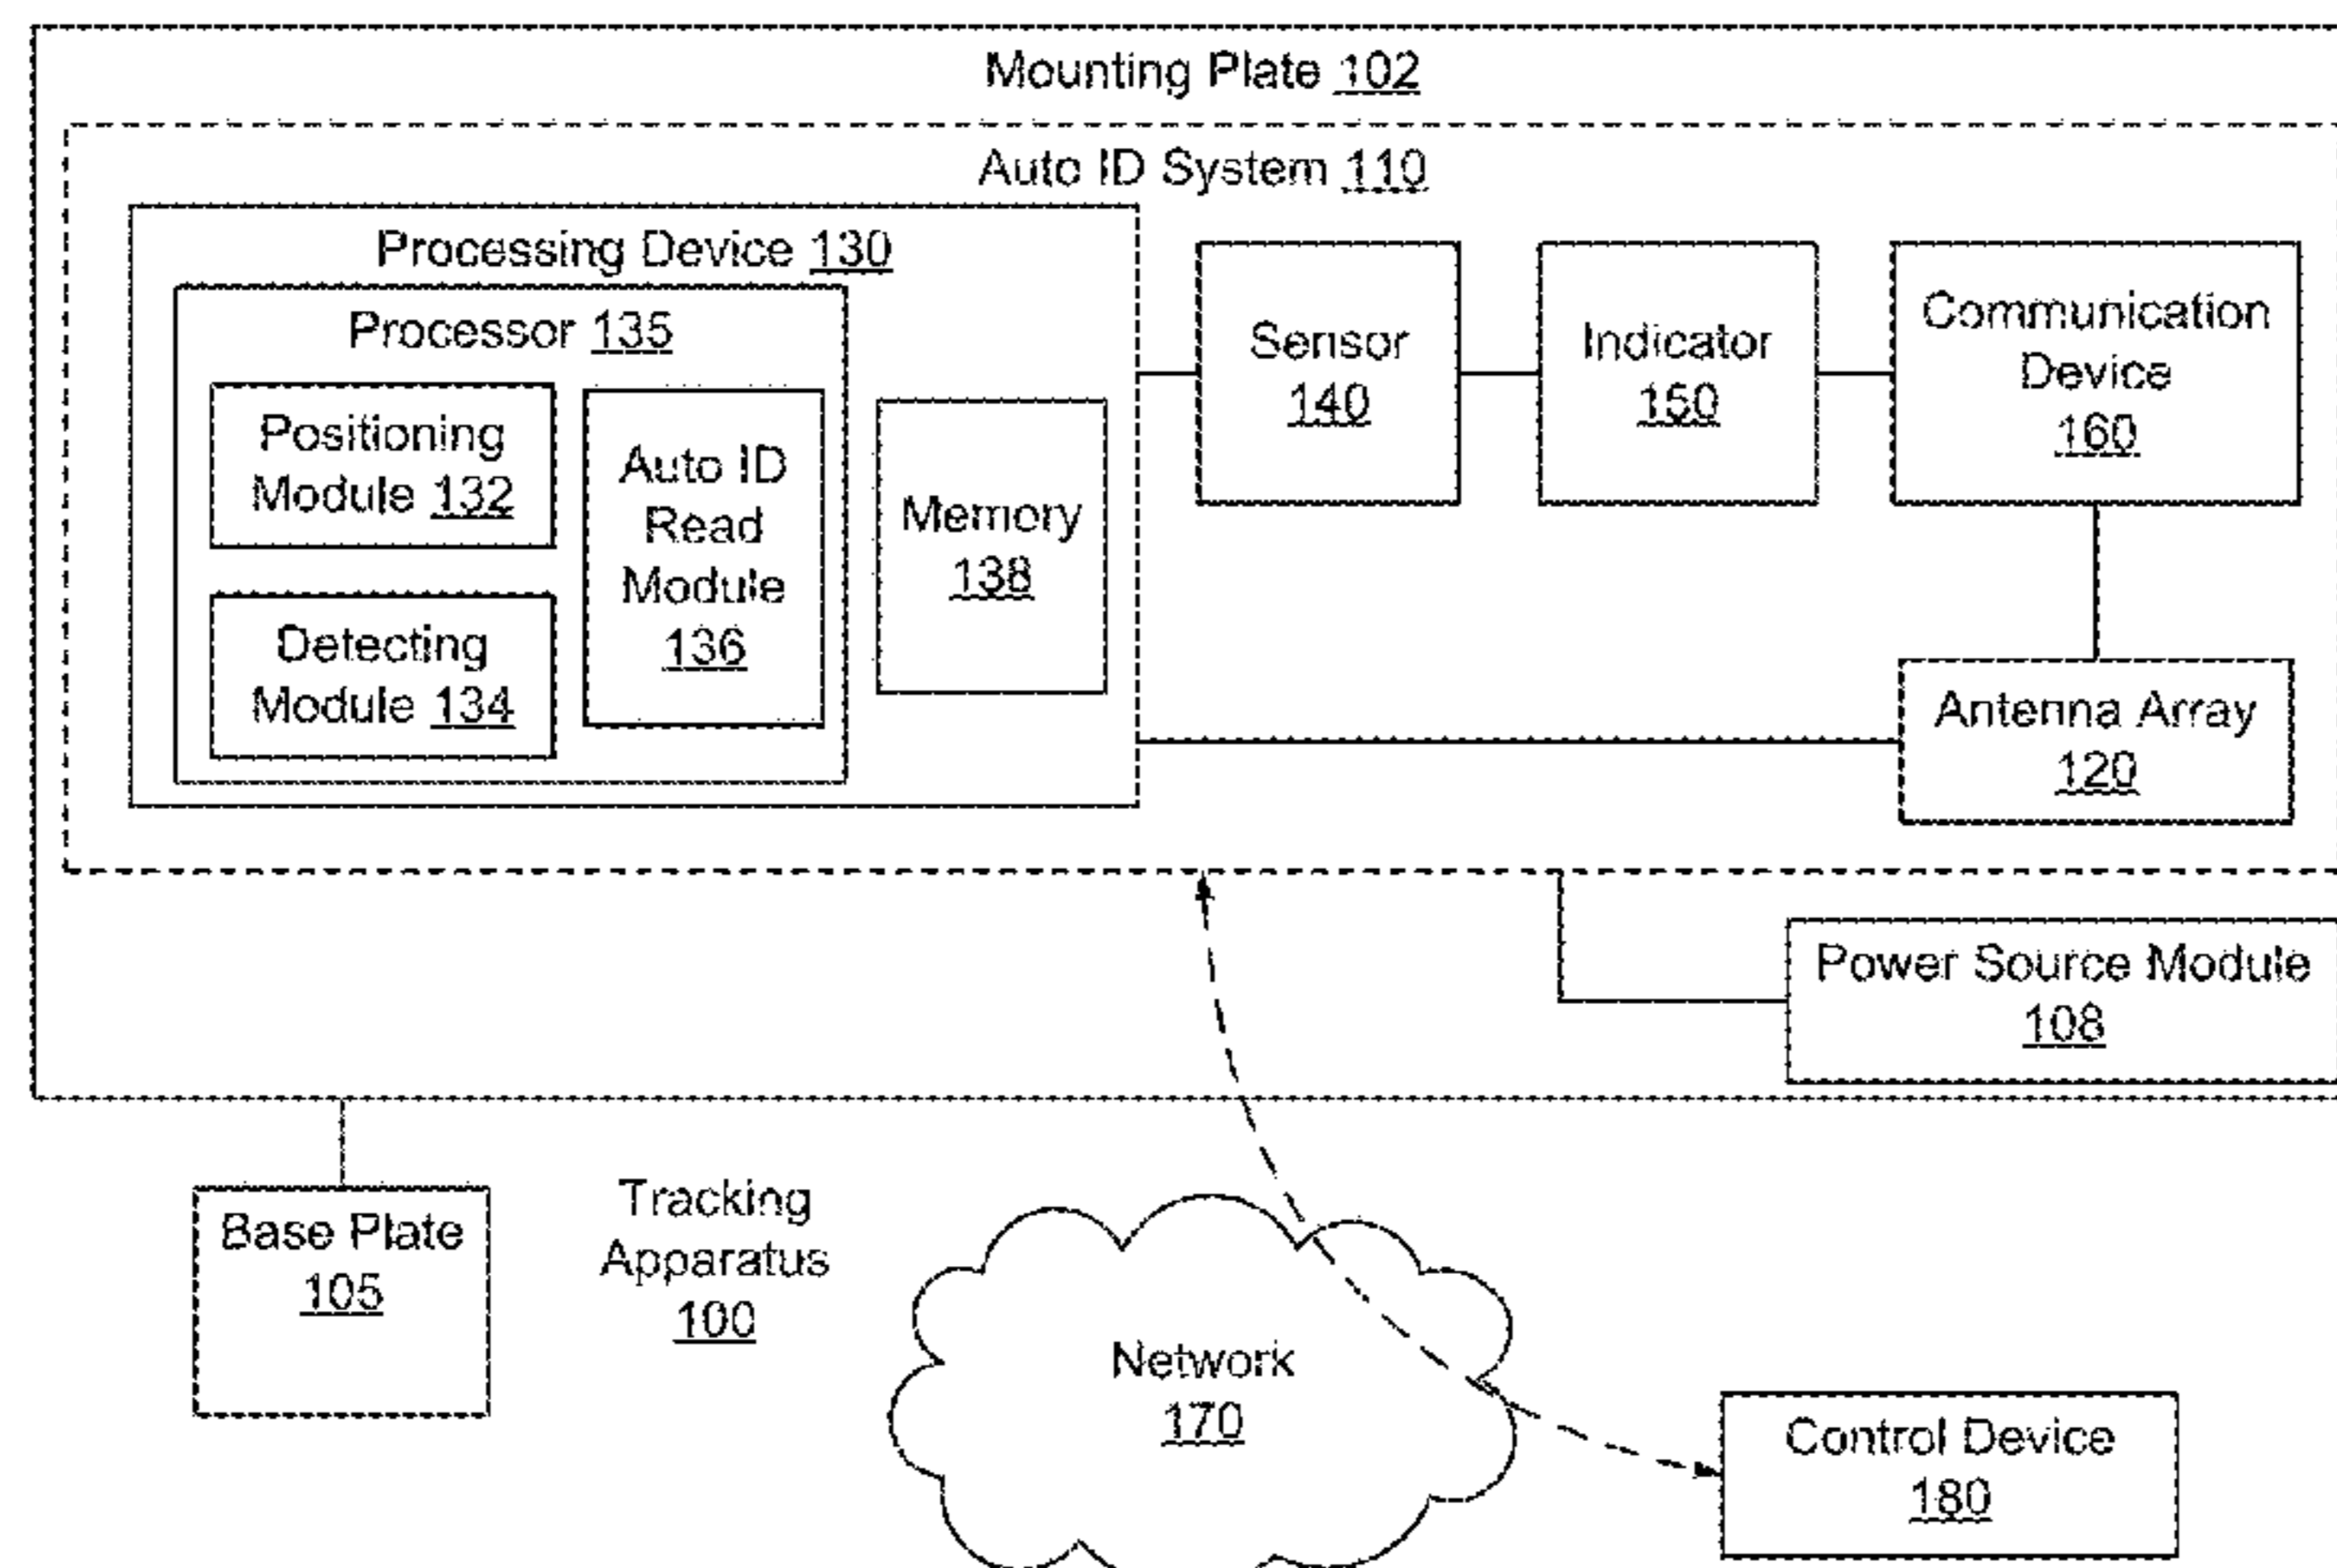 Mounting Plate 102
Auto ID System 110
Processing Device 130
Processor 135
Positioning
Module 132
Detecting
Module 134
Auto ID
Read
Module
136
Memory
138
Sensor
140
Indicator
150
Communication
Device
160
Antenna Array
120
Power Source Module
108
Base Plate
105
Tracking
Apparatus
100
Network
170
Control Device
180